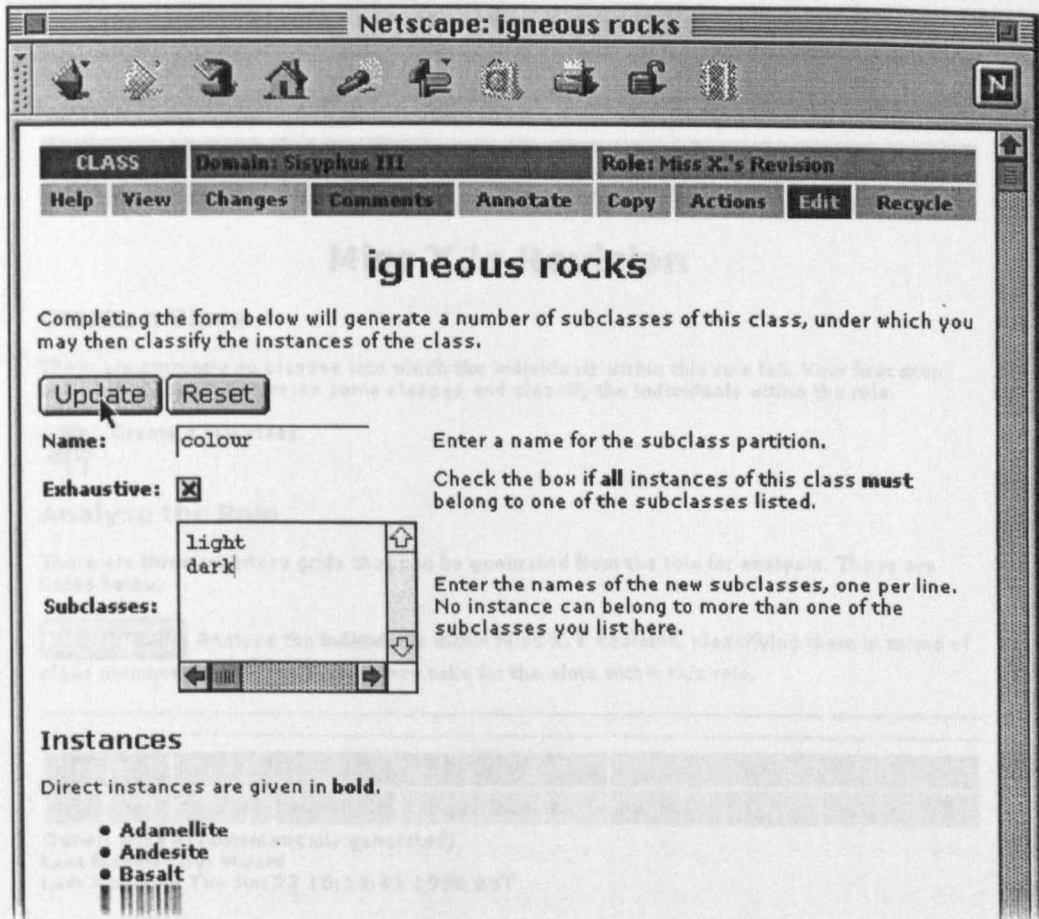 Netscape: igneous rocks
N
CLASS Domain: Sisyphus III Role: Miss X.'s Revision
Help View Changes Comments Annotate Copy Actions Edit Recycle
igneous rocks
Completing the form below will generate a number of subclasses of this class, under which you
may then classify the instances of the class.
Update Reset
Name: colour Enter a name for the subclass partition.
Exhaustive: Check the box if all instances of this class must
belong to one of the subclasses listed.
light
dark
Subclasses: Enter the names of the new subclasses, one per line.
No instance can belong to more than one of the
subclasses you list here.
Instances
Direct instances are given in bold.
• Adamellite
• Andesite
• Basalt